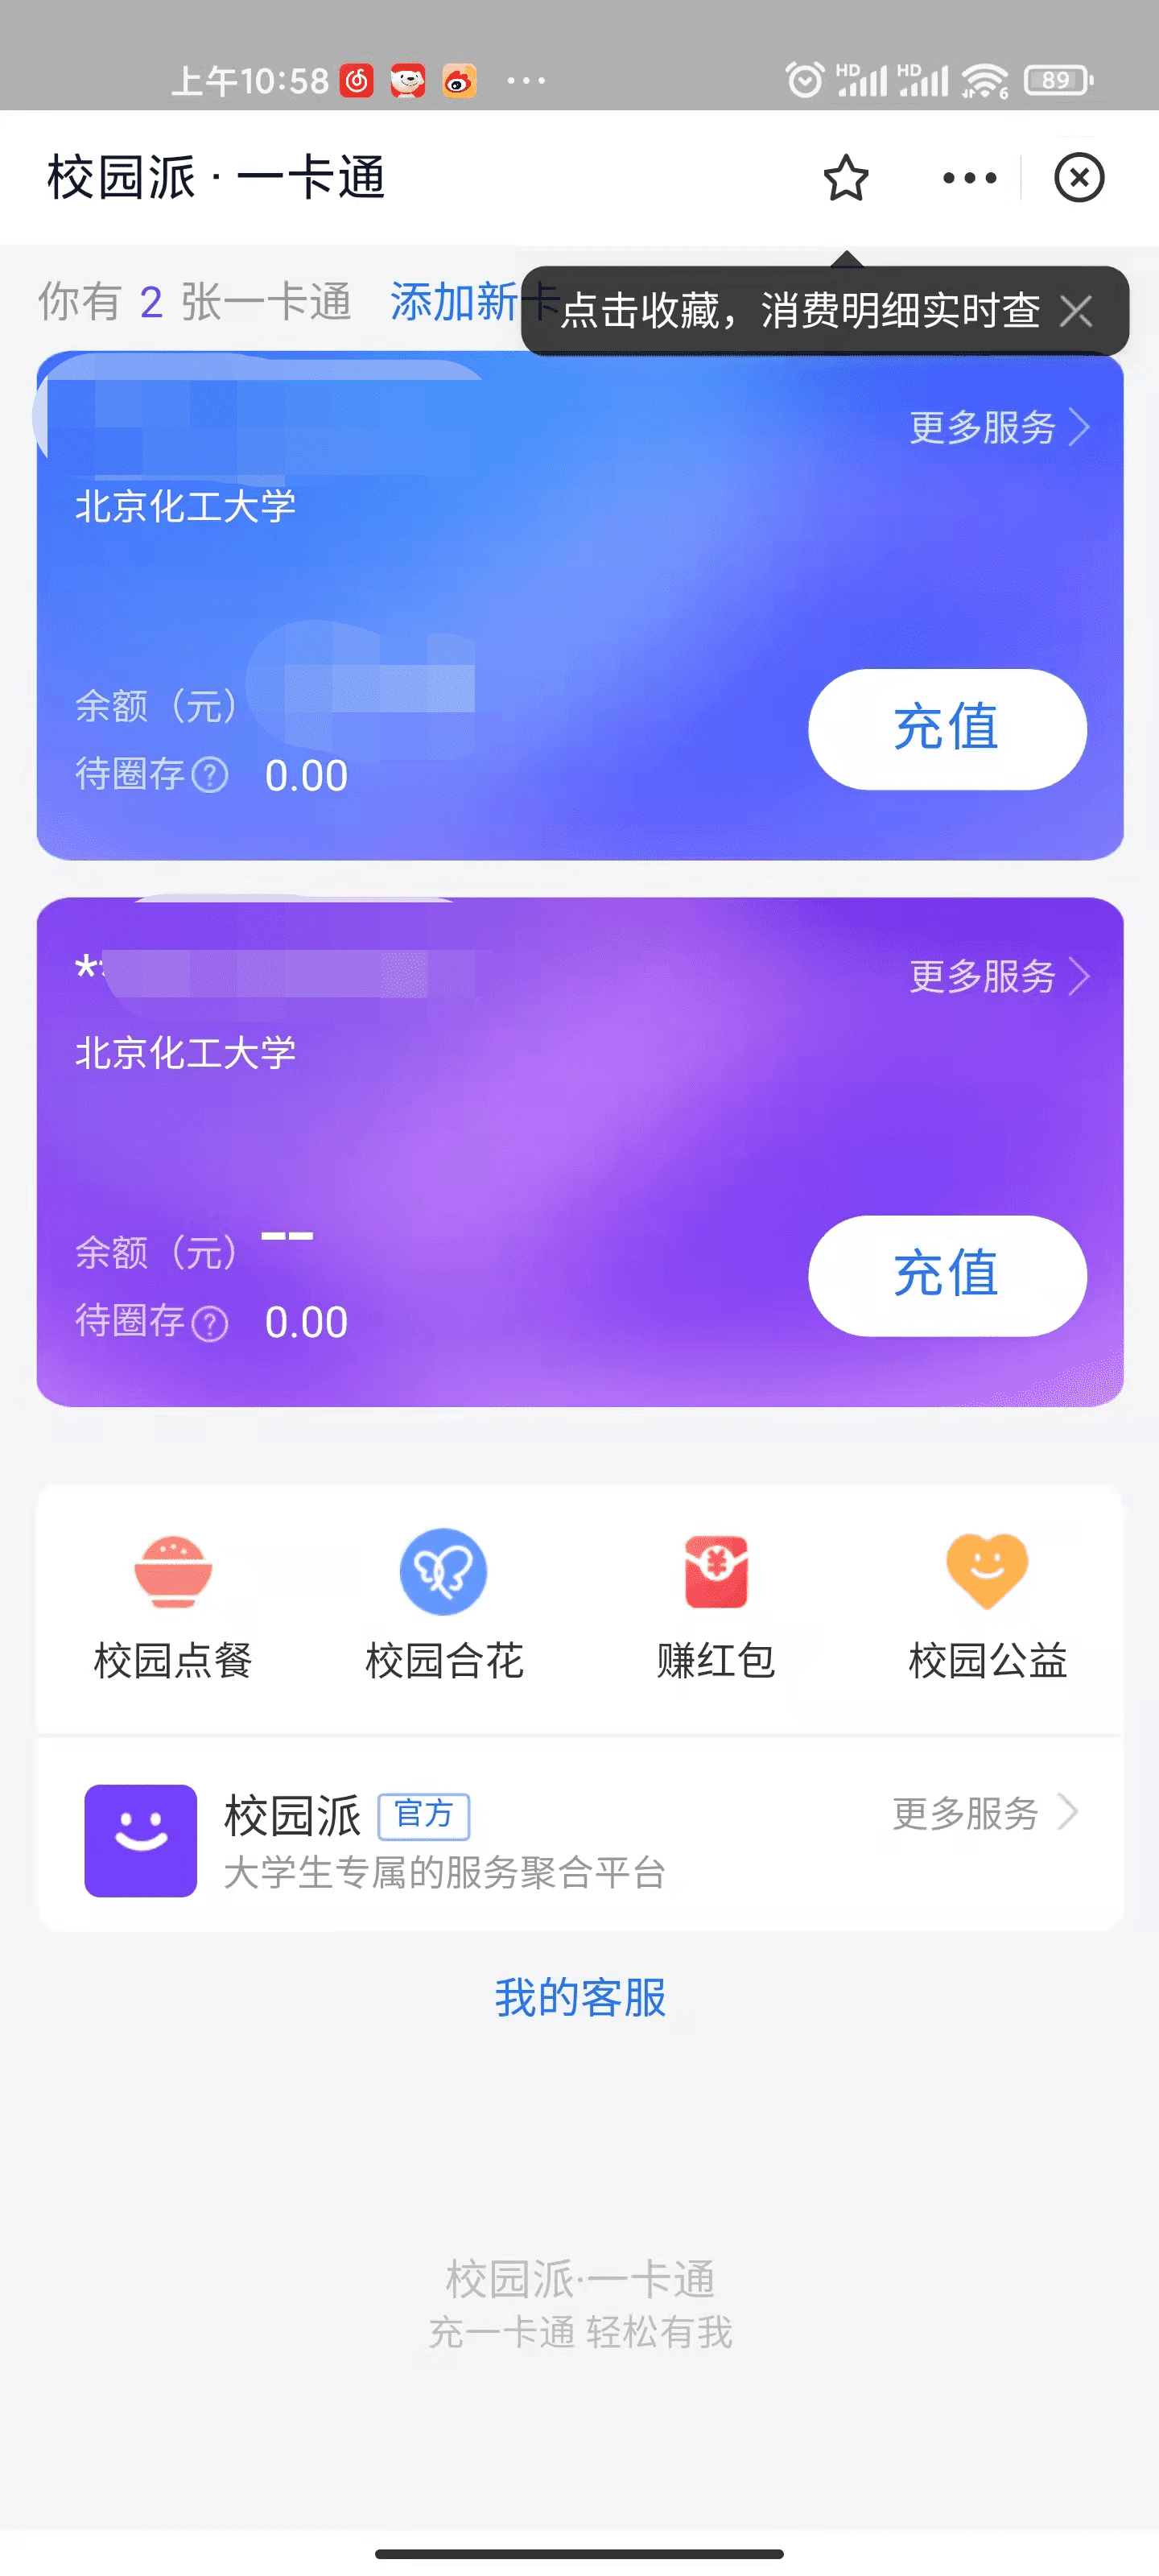 上午10:58
HD HD 6 89
校园派 · 一卡通
你有 2 张一卡通 添加新卡
点击收藏，消费明细实时查
更多服务
北京化工大学
余额（元）
充值
待圈存? 0.00
**
更多服务
北京化工大学
余额（元） --
充值
待圈存? 0.00
校园点餐 校园合花 赚红包 校园公益
校园派 官方 更多服务
大学生专属的服务聚合平台
我的客服
校园派·一卡通
充一卡通 轻松有我